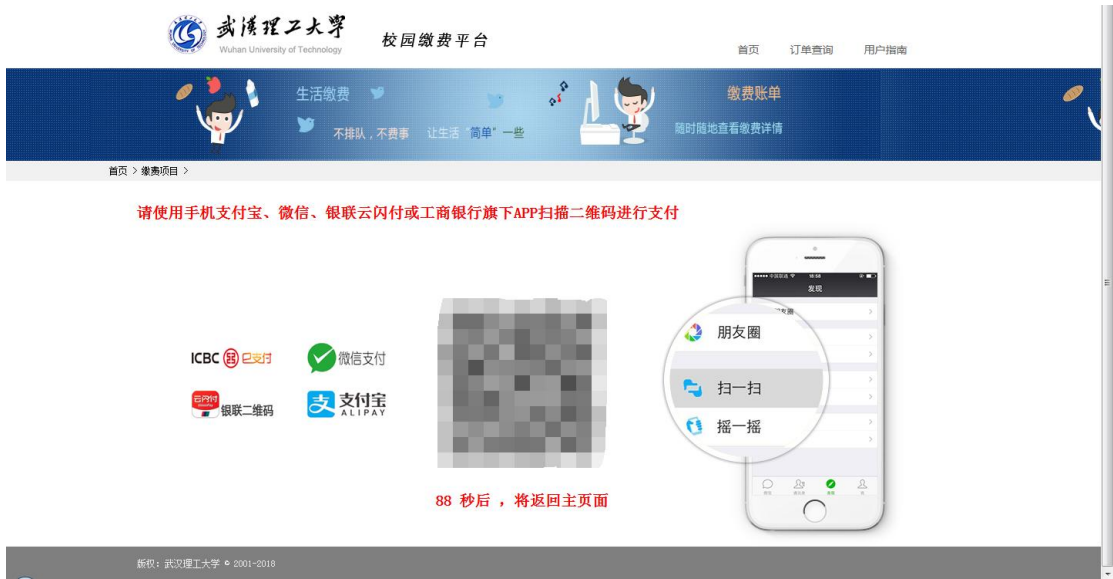 武汉理工大学
Wuhan University of Technology
校园缴费平台
首页 订单查询 用户指南
生活缴费
不排队，不费事 让生活“简单”一些
缴费账单
随时随地查看缴费详情
首页 > 缴费项目 >
请使用手机支付宝、微信、银联云闪付或工商银行旗下APP扫描二维码进行支付
发现
朋友圈
扫一扫
摇一摇
ICBC 已支付
微信支付
云闪付
银联二维码
支付宝
ALIPAY
88 秒后 ，将返回主页面
版权：武汉理工大学 © 2001-2018